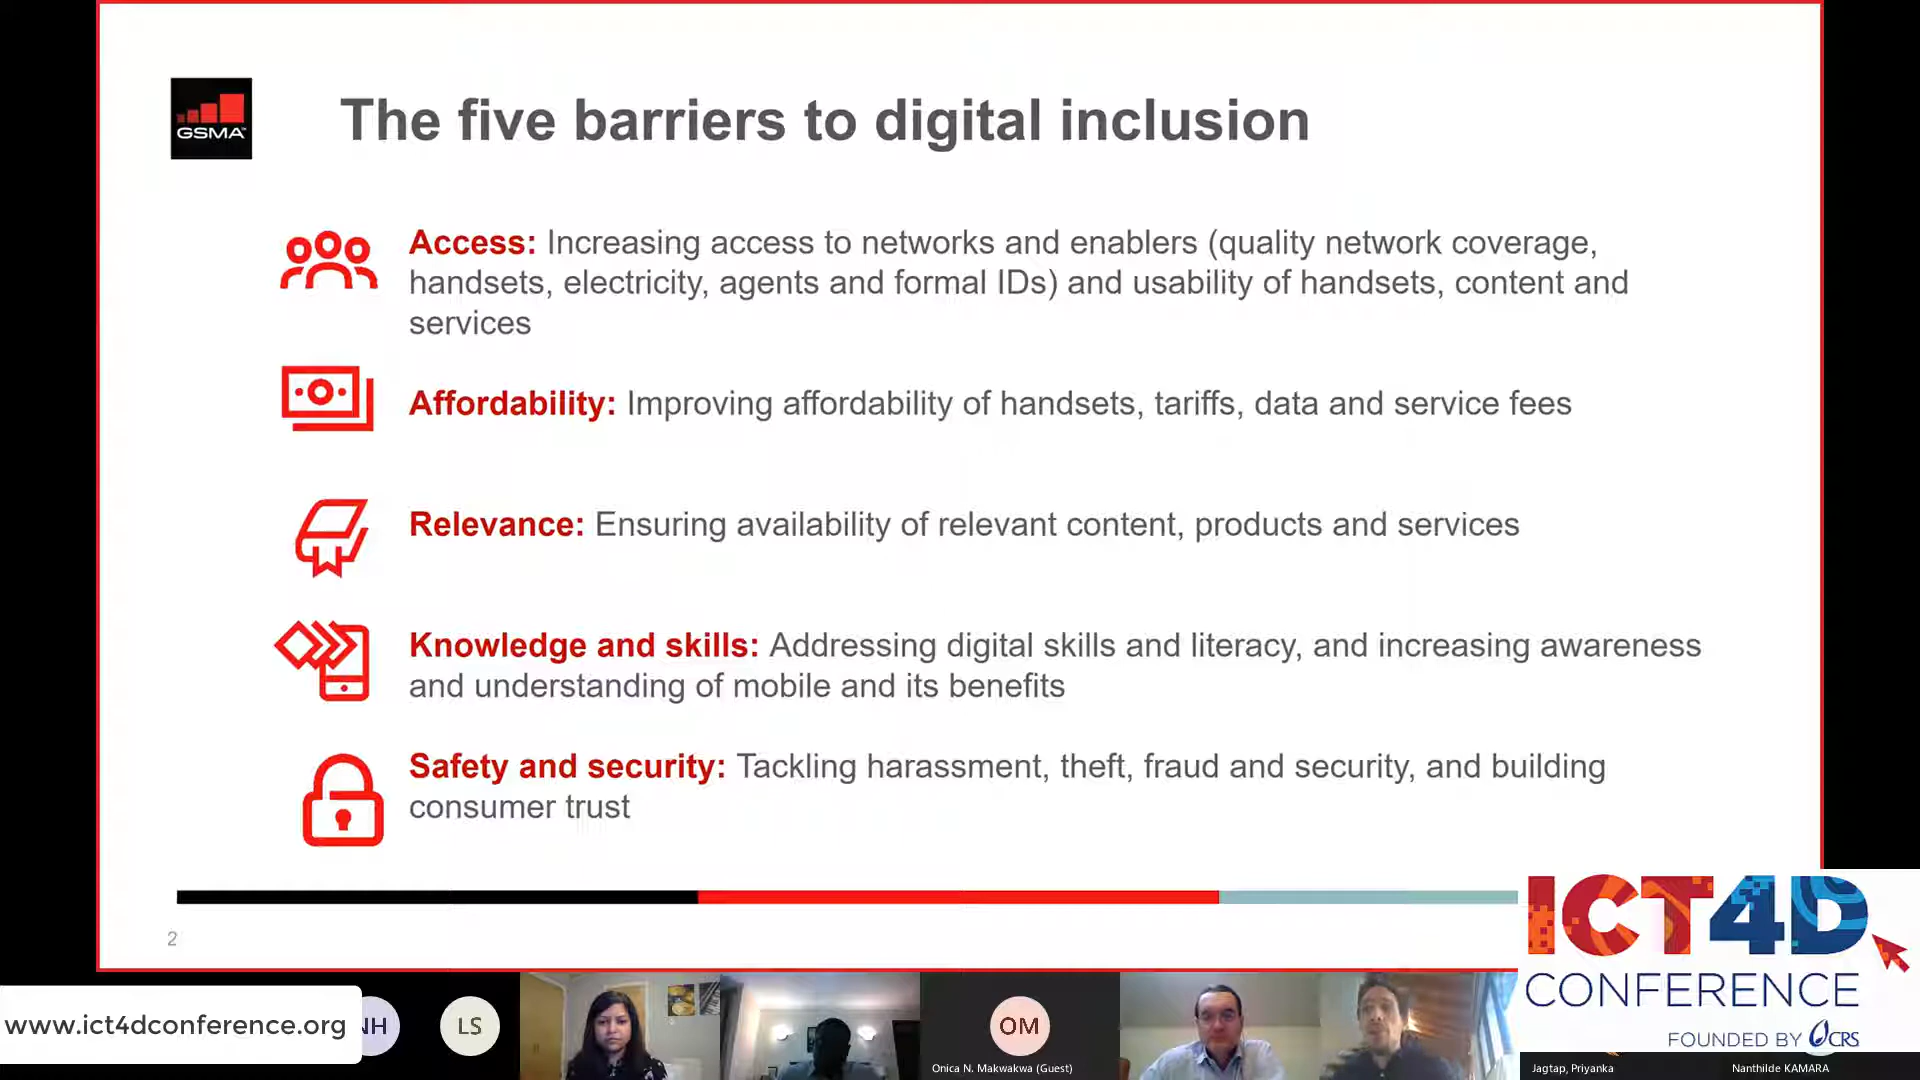 GSMA
The five barriers to digital inclusion
Access: Increasing access to networks and enablers (quality network coverage,
handsets, electricity, agents and formal IDs) and usability of handsets, content and
services
Affordability: Improving affordability of handsets, tariffs, data and service fees
Relevance: Ensuring availability of relevant content, products and services
Knowledge and skills: Addressing digital skills and literacy, and increasing awareness
and understanding of mobile and its benefits
Safety and security: Tackling harassment, theft, fraud and security, and building
consumer trust
2
ICT4D
CONFERENCE
FOUNDED BY CRS
www.ict4dconference.org
NH
LS
OM
Onica N. Makwakwa (Guest)
Jagtap, Priyanka
Nanthilde KAMARA